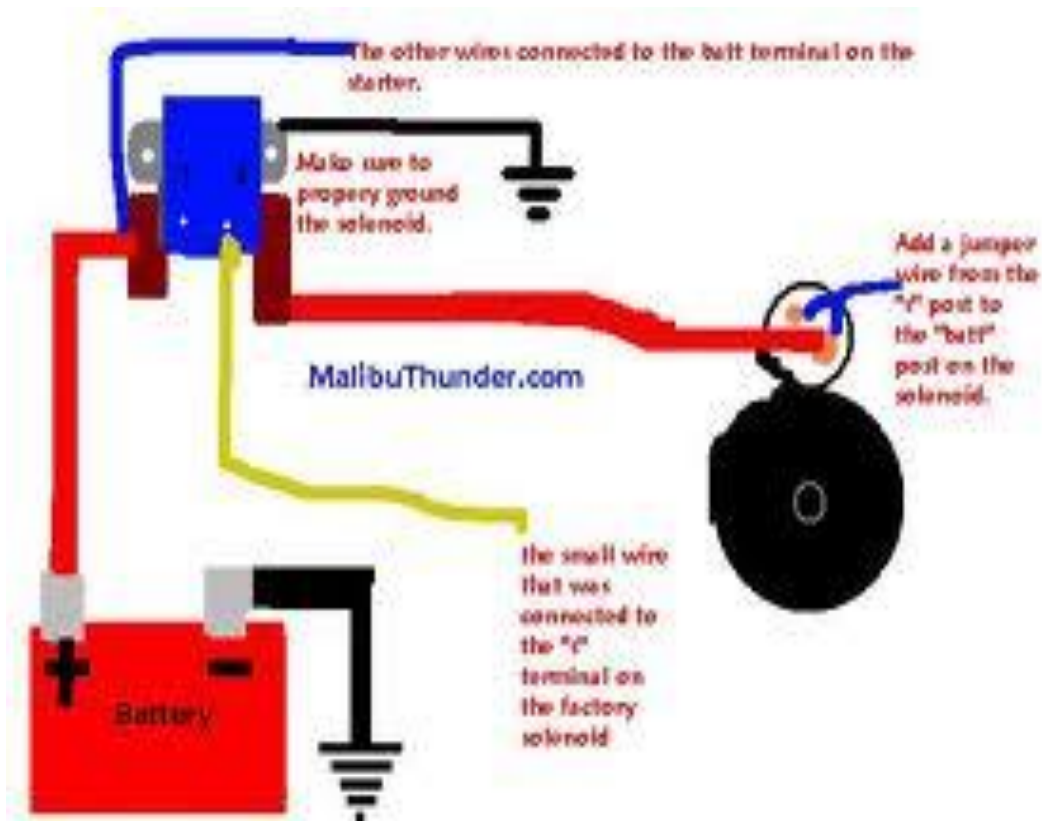 The other wires connected to the batt terminal on the
starter.
Make sure to
propery ground
the solenoid.
Add a jumper
wire from the
post to
the "batt"
post on the
solenoid.
MalibuThunder.com
the small wire
that was
connected to
the
terminal on
the factory
solenoid
+
-
Battery